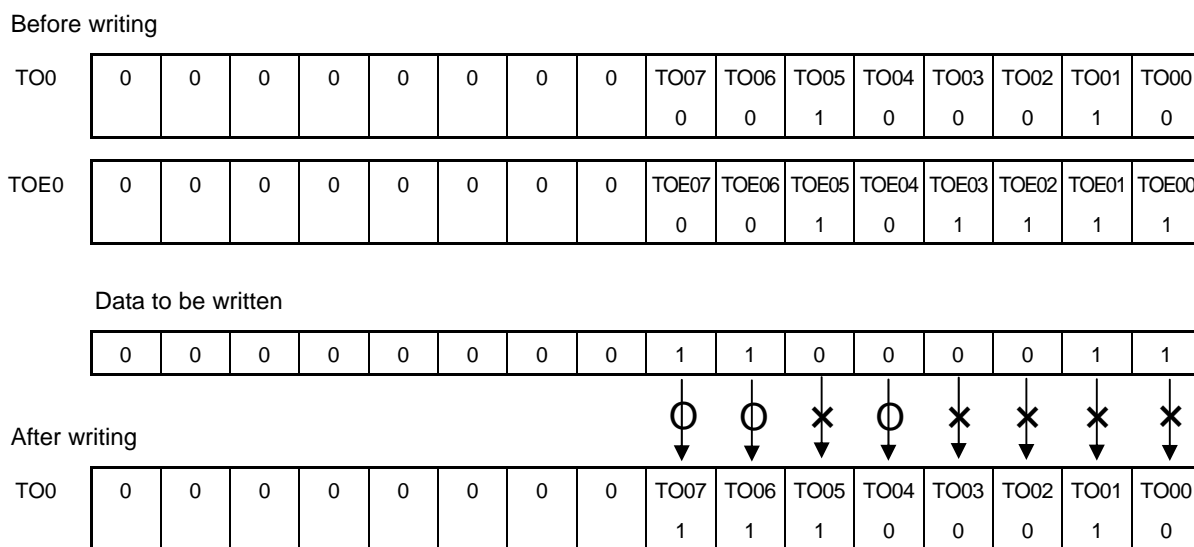 Before writing
TO0 0 0 0 0 0 0 0 0 TO07 TO06 TO05 TO04 TO03 TO02 TO01 TO00
0 0 1 0 0 0 1 0
TOE0 0 0 0 0 0 0 0 0 TOE07 TOE06 TOE05 TOE04 TOE03 TOE02 TOE01 TOE00
0 0 1 0 1 1 1 1
Data to be written
0 0 0 0 0 0 0 0 1 1 0 0 0 0 1 1
O O × O × × × ×
After writing
TO0 0 0 0 0 0 0 0 0 TO07 TO06 TO05 TO04 TO03 TO02 TO01 TO00
1 1 1 0 0 0 1 0